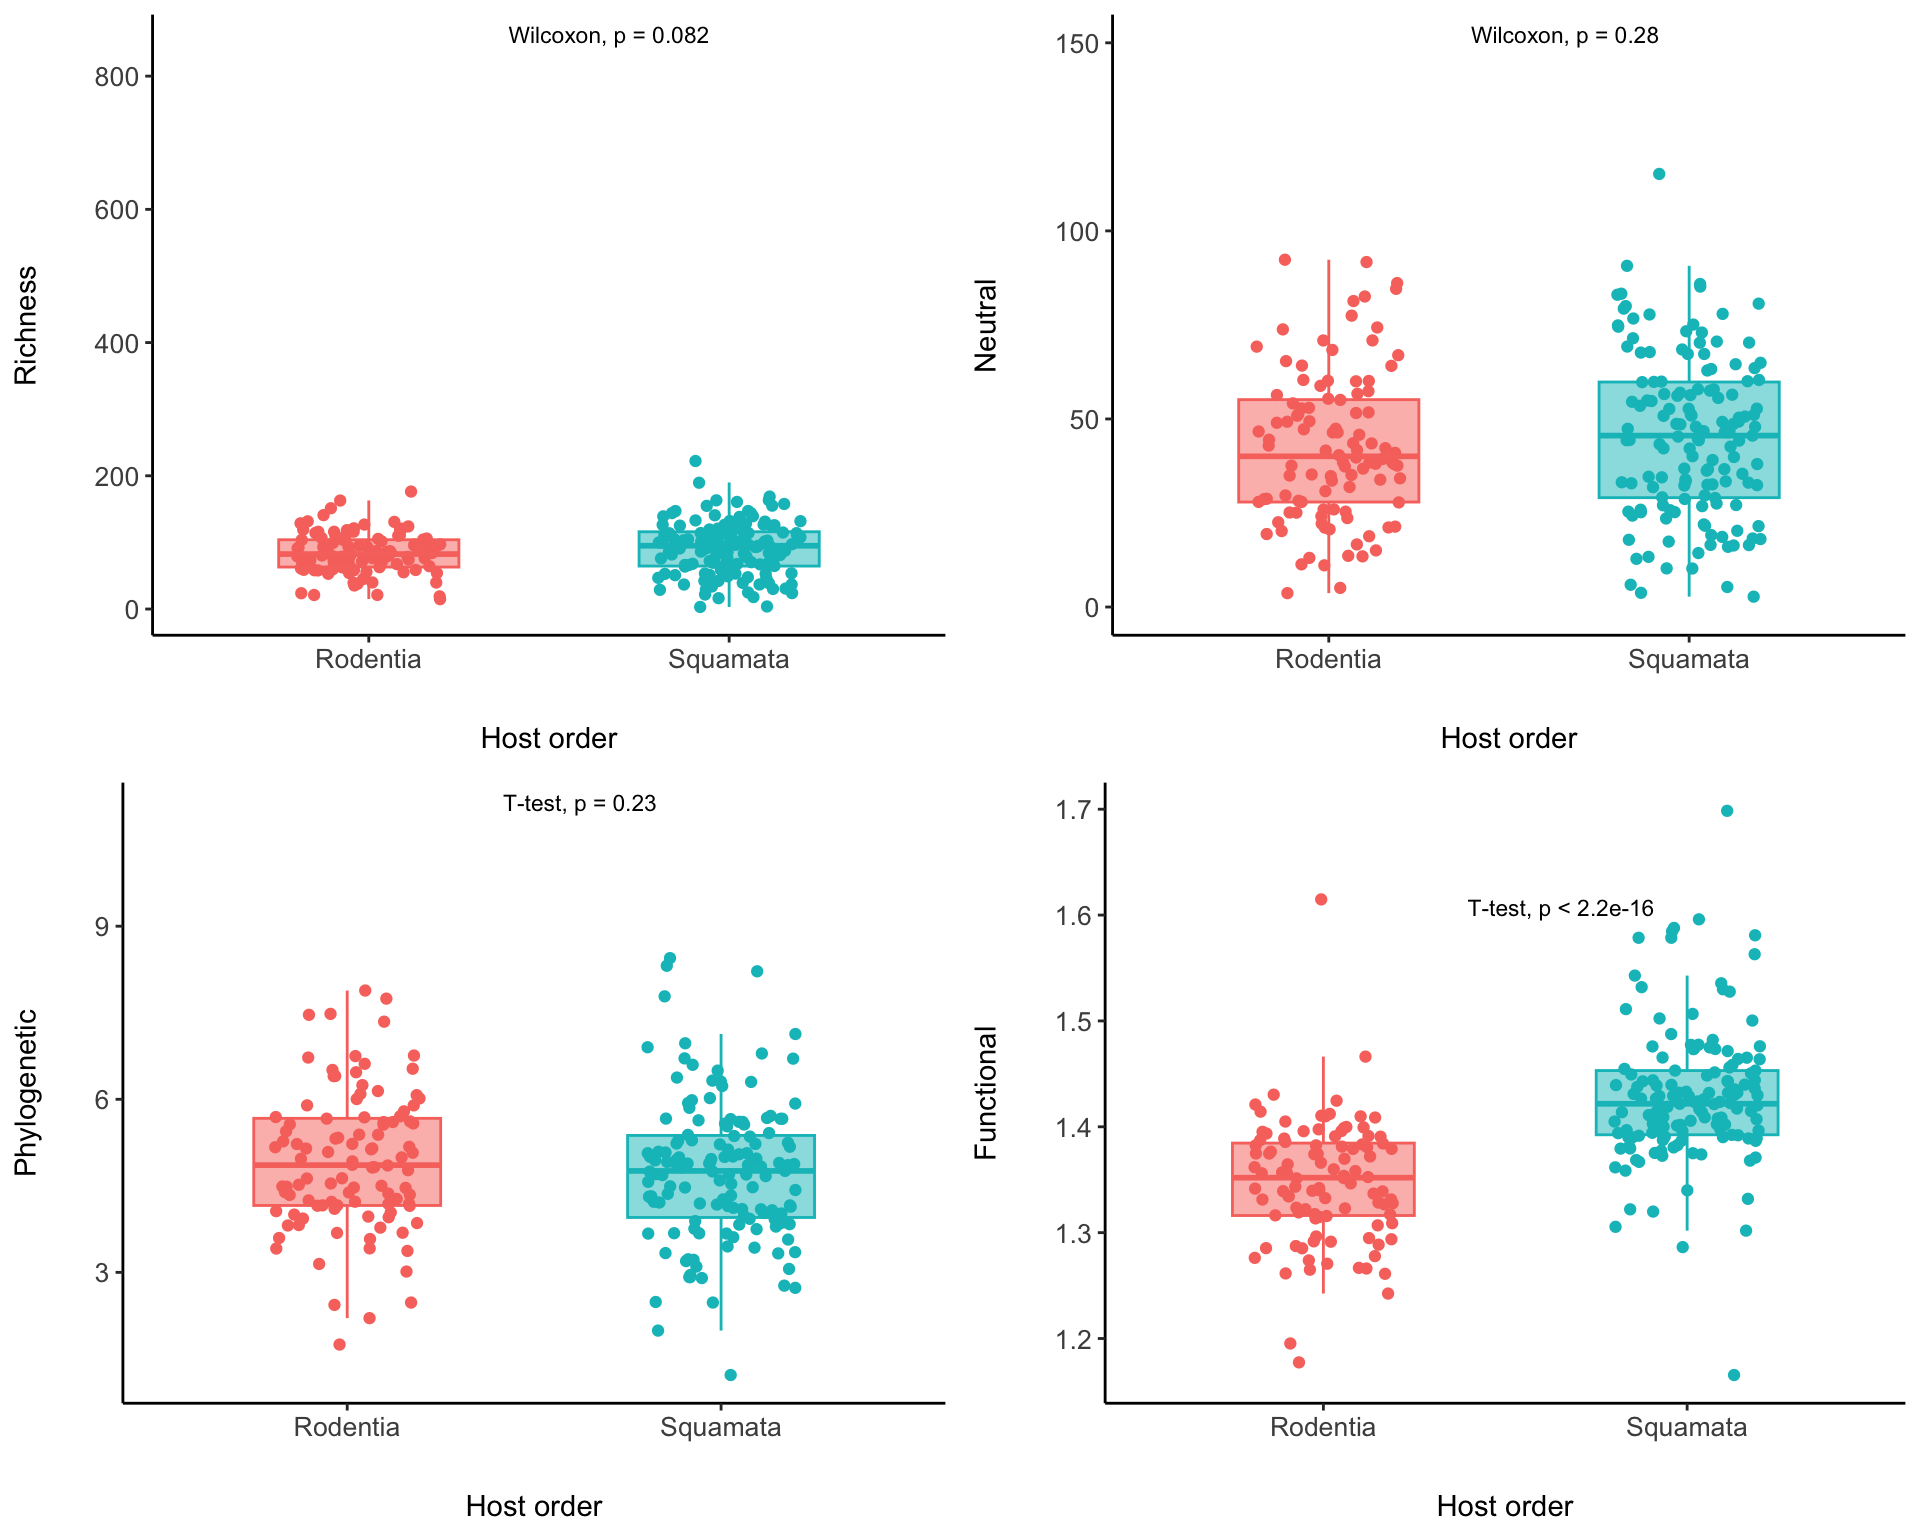 Wilcoxon, p = 0.082
800
600
400
200
0
Richness
Rodentia
Squamata
Host order
Wilcoxon, p = 0.28
150
100
50
0
Neutral
Rodentia
Squamata
Host order
T-test, p = 0.23
9
6
3
Phylogenetic
Rodentia
Squamata
Host order
T-test, p < 2.2e-16
1.7
1.6
1.5
1.4
1.3
1.2
Functional
Rodentia
Squamata
Host order